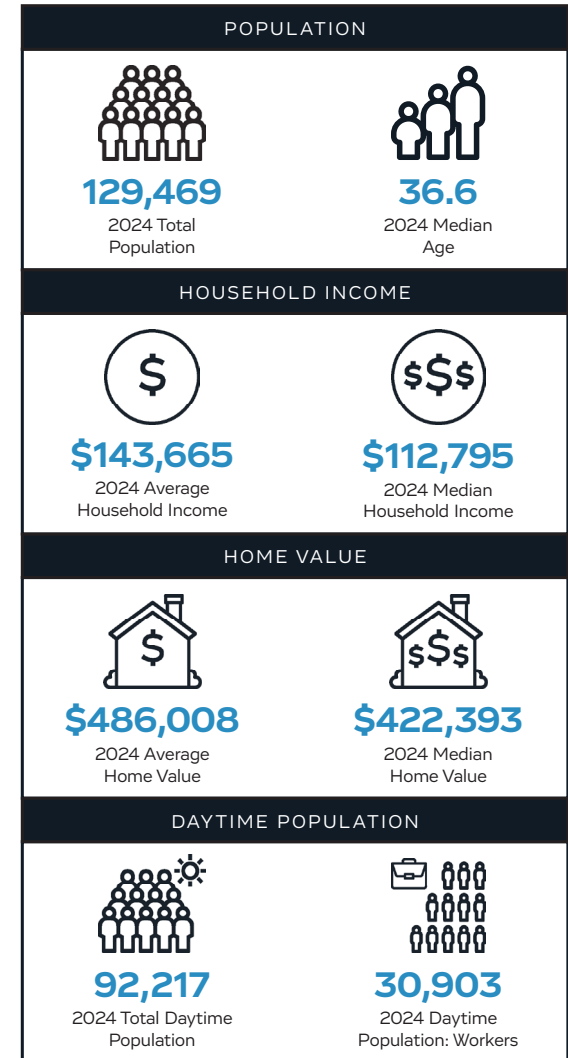 POPULATION
129,469
2024 Total
Population
36.6
2024 Median
Age
HOUSEHOLD INCOME
$
$143,665
2024 Average
Household Income
$$$
$112,795
2024 Median
Household Income
HOME VALUE
$
$486,008
2024 Average
Home Value
$$$
$422,393
2024 Median
Home Value
DAYTIME POPULATION
92,217
2024 Total Daytime
Population
30,903
2024 Daytime
Population: Workers